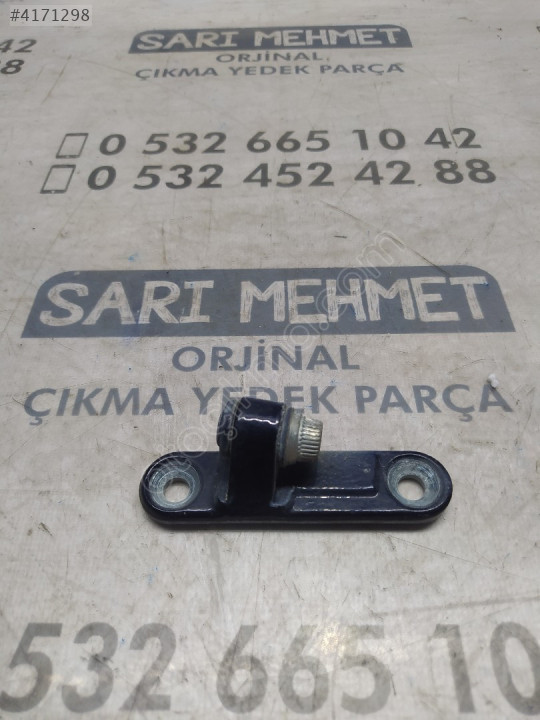 #4171298
42
88
SARI MEHMET
ORJİNAL
ÇIKMA YEDEK PARÇA
0 532 665 10 42
0 532 452 42 88
SARI MEHMET
ORJİNAL
ÇIKMA YEDEK PARÇA
532 665 10